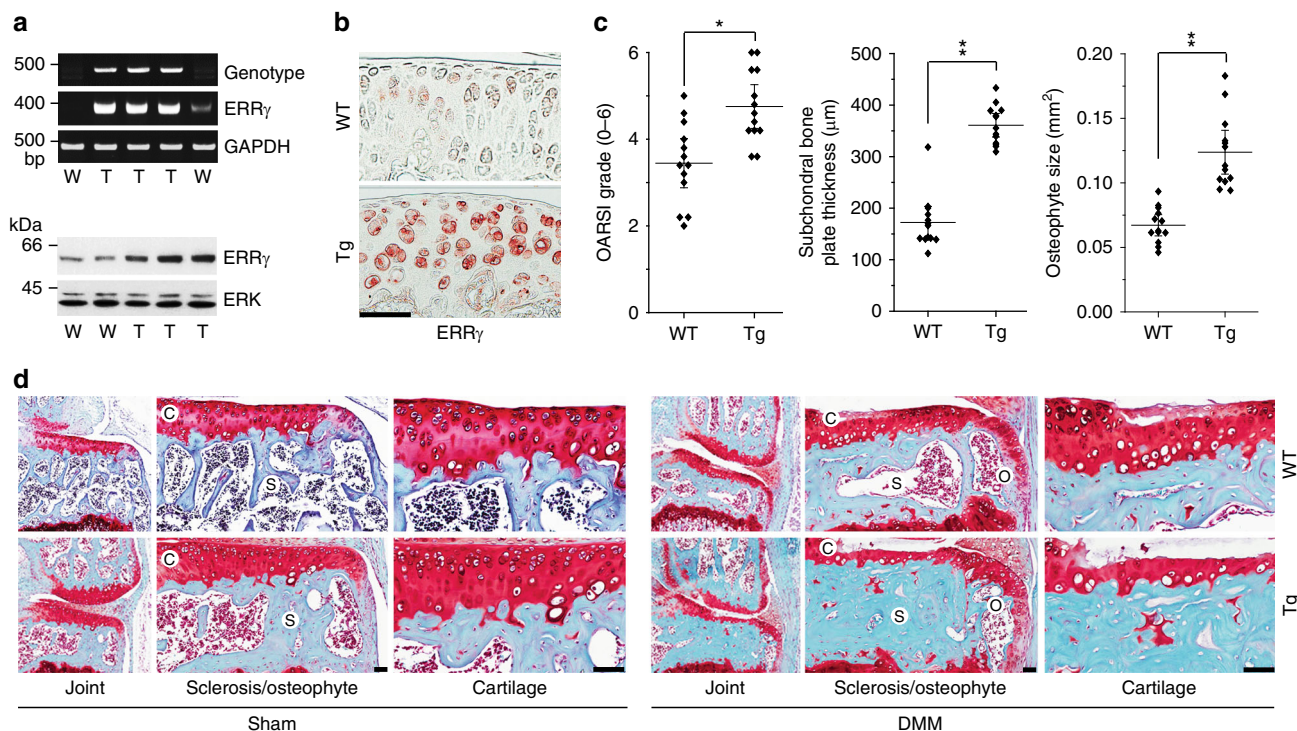 a
500
Genotype
400
ERRγ
500
bp
GAPDH
W T T T W
kDa
66
ERRγ
45
ERK
W W T T T
b
WT
Tg
ERRγ
c
*
OARSI grade (0–6)
6
4
2
0
WT Tg
**
Subchondral bone
plate thickness (μm)
500
400
300
200
100
0
WT Tg
**
Osteophyte size (mm²)
0.20
0.15
0.10
0.05
0.00
WT Tg
d
C
S
C
S
O
WT
C
S
C
S
O
Tg
Joint Sclerosis/osteophyte Cartilage Joint Sclerosis/osteophyte Cartilage
Sham DMM